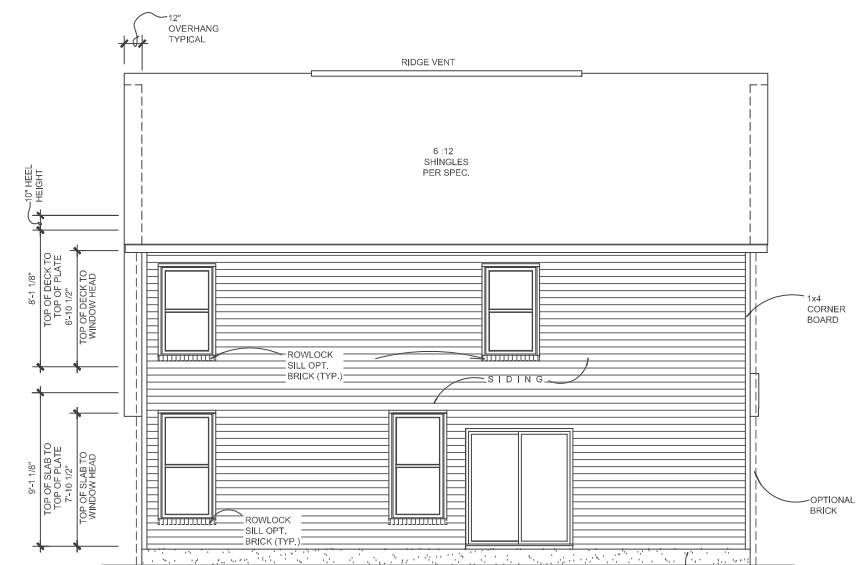 12"
OVERHANG
TYPICAL
RIDGE VENT
6 :12
SHINGLES
PER SPEC.
10" HEEL
HEIGHT
8'-1 1/8"
TOP OF DECK TO
TOP OF PLATE
6'-10 1/2"
TOP OF DECK TO
WINDOW HEAD
1x4
CORNER
BOARD
ROWLOCK
SILL OPT.
BRICK (TYP.)
SIDING
9'-1 1/8"
TOP OF SLAB TO
TOP OF PLATE
7'-10 1/2"
TOP OF SLAB TO
WINDOW HEAD
OPTIONAL
BRICK
ROWLOCK
SILL OPT.
BRICK (TYP.)